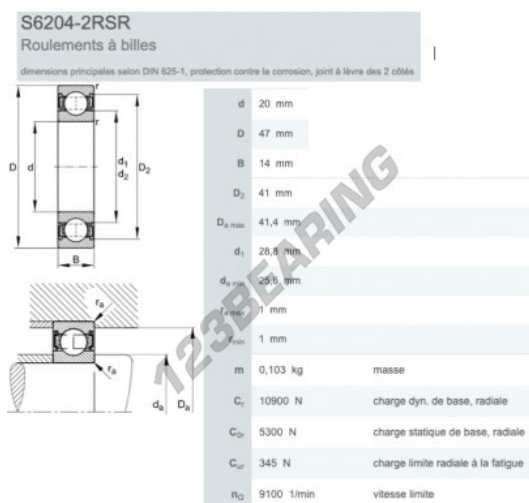 S6204-2RSR
Roulements à billes
dimensions principales selon DIN 625-1, protection contre la corrosion, joint à lèvre des 2 côtés
r
r
D d d1 D2
d2
B
ra
ra
da Da
d 20 mm
D 47 mm
B 14 mm
D2 41 mm
Da max 41,4 mm
d1 28,8 mm
da min 25,6 mm
ra max 1 mm
rmin 1 mm
m 0,103 kg masse
Cr 10900 N charge dyn. de base, radiale
C0r 5300 N charge statique de base, radiale
Cur 345 N charge limite radiale à la fatigue
nG 9100 1/min vitesse limite
123BEARING